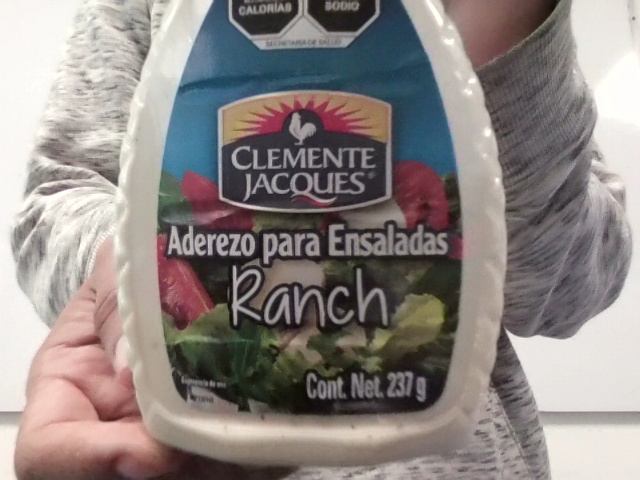 CALORÍAS
SODIO
SECRETARÍA DE SALUD
CLEMENTE
JACQUES®
Aderezo para Ensaladas
Ranch
Cont. Net. 237 g